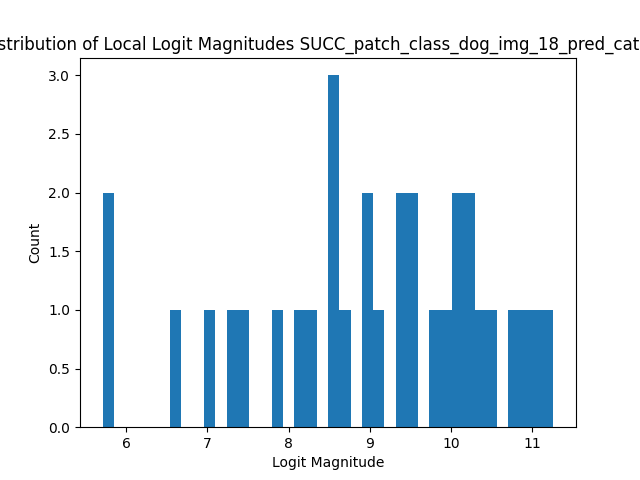 stribution of Local Logit Magnitudes SUCC_patch_class_dog_img_18_pred_cat
3.0
2.5
2.0
1.5
1.0
0.5
0.0
Count
6 7 8 9 10 11
Logit Magnitude